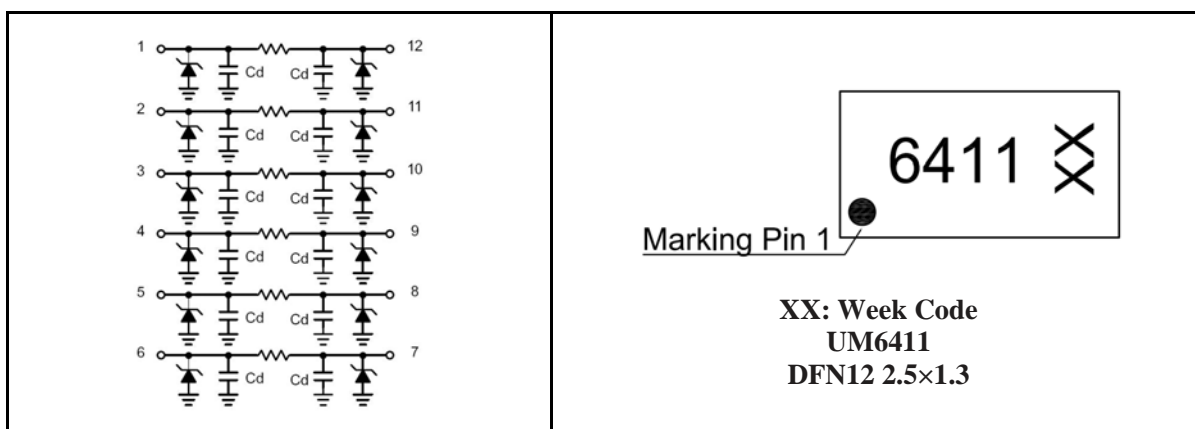 1 12
Cd Cd
2 11
Cd Cd
3 10
Cd Cd
4 9
Cd Cd
5 8
Cd Cd
6 7
Cd Cd
6411 XX
Marking Pin 1
XX: Week Code
UM6411
DFN12 2.5×1.3